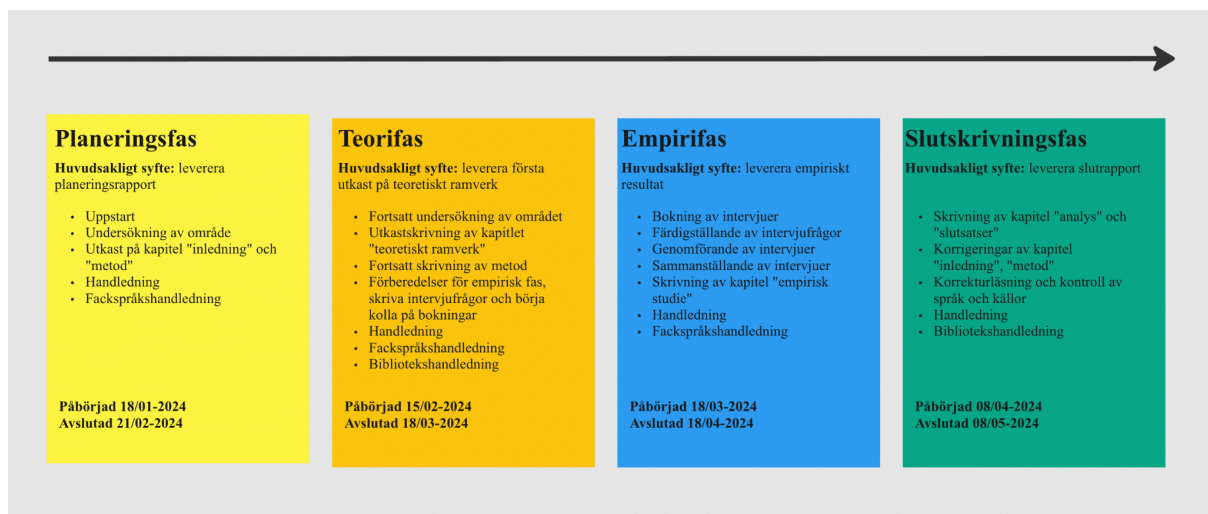 Planeringsfas
Huvudsakligt syfte: leverera
planeringsrapport
• Uppstart
• Undersökning av område
• Utkast på kapitel "inledning" och
"metod"
• Handledning
• Fackspråkshandledning
Påbörjad 18/01-2024
Avslutad 21/02-2024
Teorifas
Huvudsakligt syfte: leverera första
utkast på teoretiskt ramverk
• Fortsatt undersökning av området
• Utkastskrivning av kapitlet
"teoretiskt ramverk"
• Fortsatt skrivning av metod
• Förberedelser för empirisk fas,
skriva intervjufrågor och börja
kolla på bokningar
• Handledning
• Fackspråkshandledning
• Bibliotekshandledning
Påbörjad 15/02-2024
Avslutad 18/03-2024
Empirifas
Huvudsakligt syfte: leverera empiriskt
resultat
• Bokning av intervjuer
• Färdigställande av intervjufrågor
• Genomförande av intervjuer
• Sammanställande av intervjuer
• Skrivning av kapitel "empirisk
studie"
• Handledning
• Fackspråkshandledning
Påbörjad 18/03-2024
Avslutad 18/04-2024
Slutskrivningsfas
Huvudsakligt syfte: leverera slutrapport
• Skrivning av kapitel "analys" och
"slutsatser"
• Korrigeringar av kapitel
"inledning", "metod"
• Korrekturläsning och kontroll av
språk och källor
• Handledning
• Bibliotekshandledning
Påbörjad 08/04-2024
Avslutad 08/05-2024